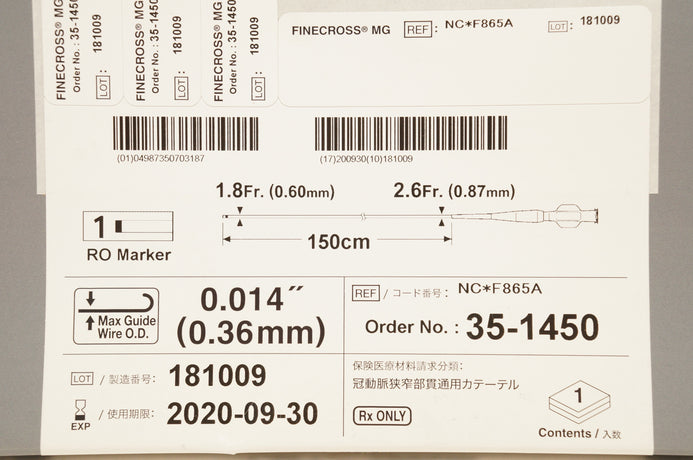 FINECROSS® MG
Order No. : 35-1450
LOT : 181009
FINECROSS® MG
Order No. : 35-1450
LOT : 181009
FINECROSS® MG
Order No. : 35-1450
LOT : 181009
FINECROSS® MG REF : NC*F865A LOT : 181009
(01)04987350703187 (17)200930(10)181009
1.8Fr. (0.60mm) 2.6Fr. (0.87mm)
1
RO Marker
150cm
Max Guide
Wire O.D.
0.014″
(0.36mm)
REF / コード番号: NC*F865A
Order No. : 35-1450
LOT / 製造番号: 181009
EXP / 使用期限: 2020-09-30
保険医療材料請求分類:
冠動脈狭窄部貫通用カテーテル
Rx ONLY
1
Contents / 入数